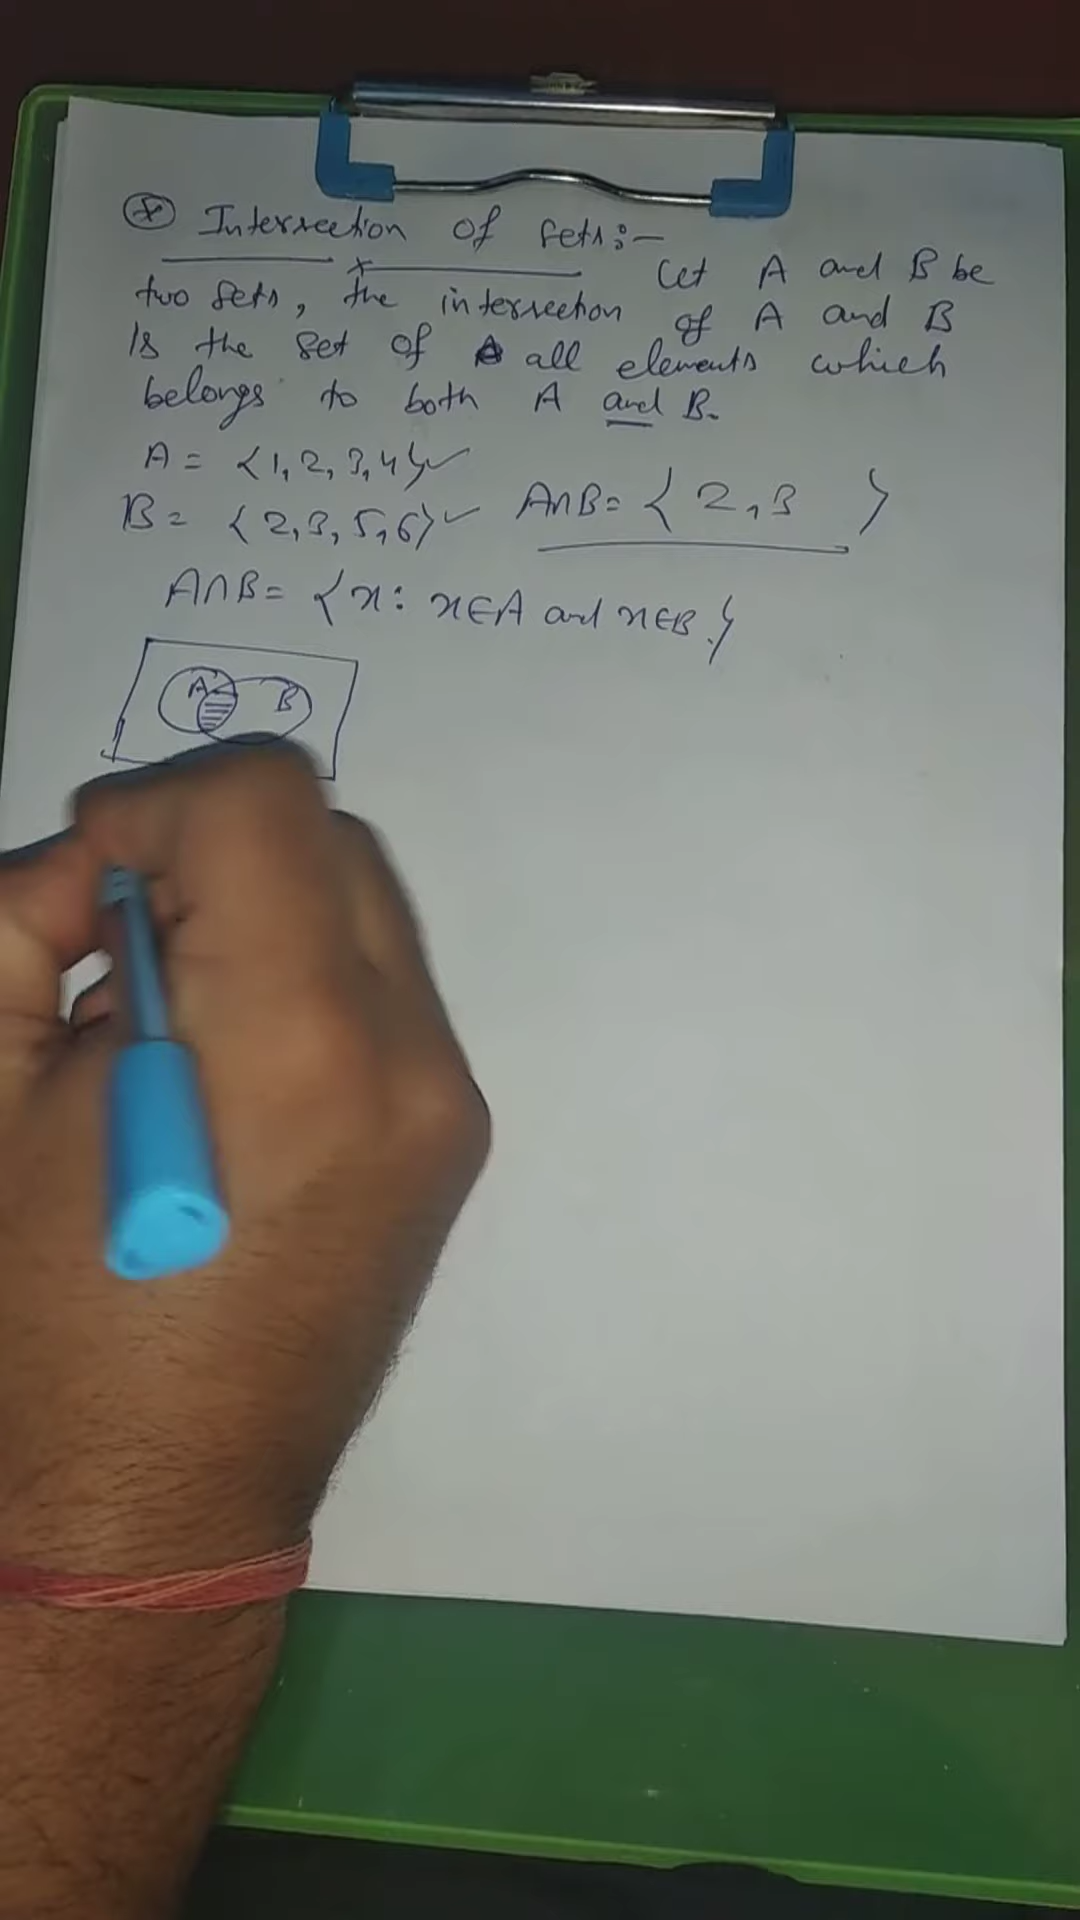 Intersection of sets:-
Let A and B be
two sets, the intersection of A and B
is the set of all elements which
belongs to both A and B.
A = {1, 2, 3, 4} ✓
B = {2, 3, 5, 6} ✓ A∩B = { 2, 3 }
A∩B = {x: x∈A and x∈B.}
A B